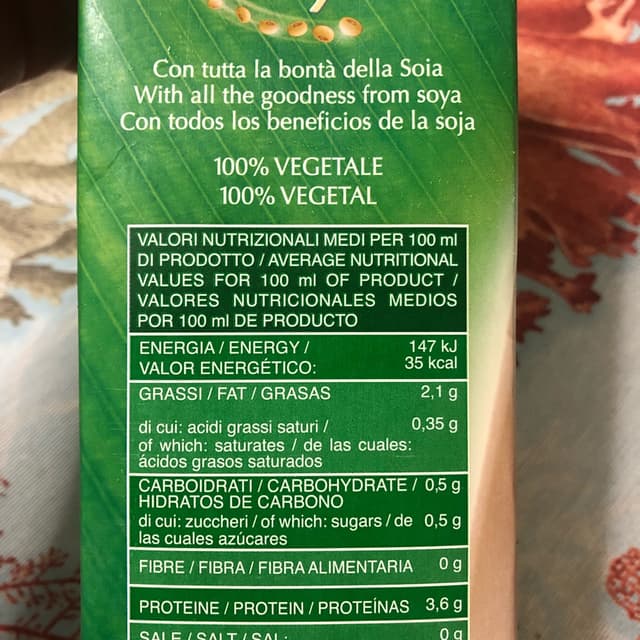 Con tutta la bontà della Soia
With all the goodness from soya
Con todos los beneficios de la soja
100% VEGETALE
100% VEGETAL
VALORI NUTRIZIONALI MEDI PER 100 ml
DI PRODOTTO / AVERAGE NUTRITIONAL
VALUES FOR 100 ml OF PRODUCT /
VALORES NUTRICIONALES MEDIOS
POR 100 ml DE PRODUCTO
ENERGIA / ENERGY / 147 kJ
VALOR ENERGÉTICO: 35 kcal
GRASSI / FAT / GRASAS 2,1 g
di cui: acidi grassi saturi / 0,35 g
of which: saturates / de las cuales:
ácidos grasos saturados
CARBOIDRATI / CARBOHYDRATE / 0,5 g
HIDRATOS DE CARBONO
di cui: zuccheri / of which: sugars / de 0,5 g
las cuales azúcares
FIBRE / FIBRA / FIBRA ALIMENTARIA 0 g
PROTEINE / PROTEIN / PROTEÍNAS 3,6 g
SALE / SALT / SAL: 0 g